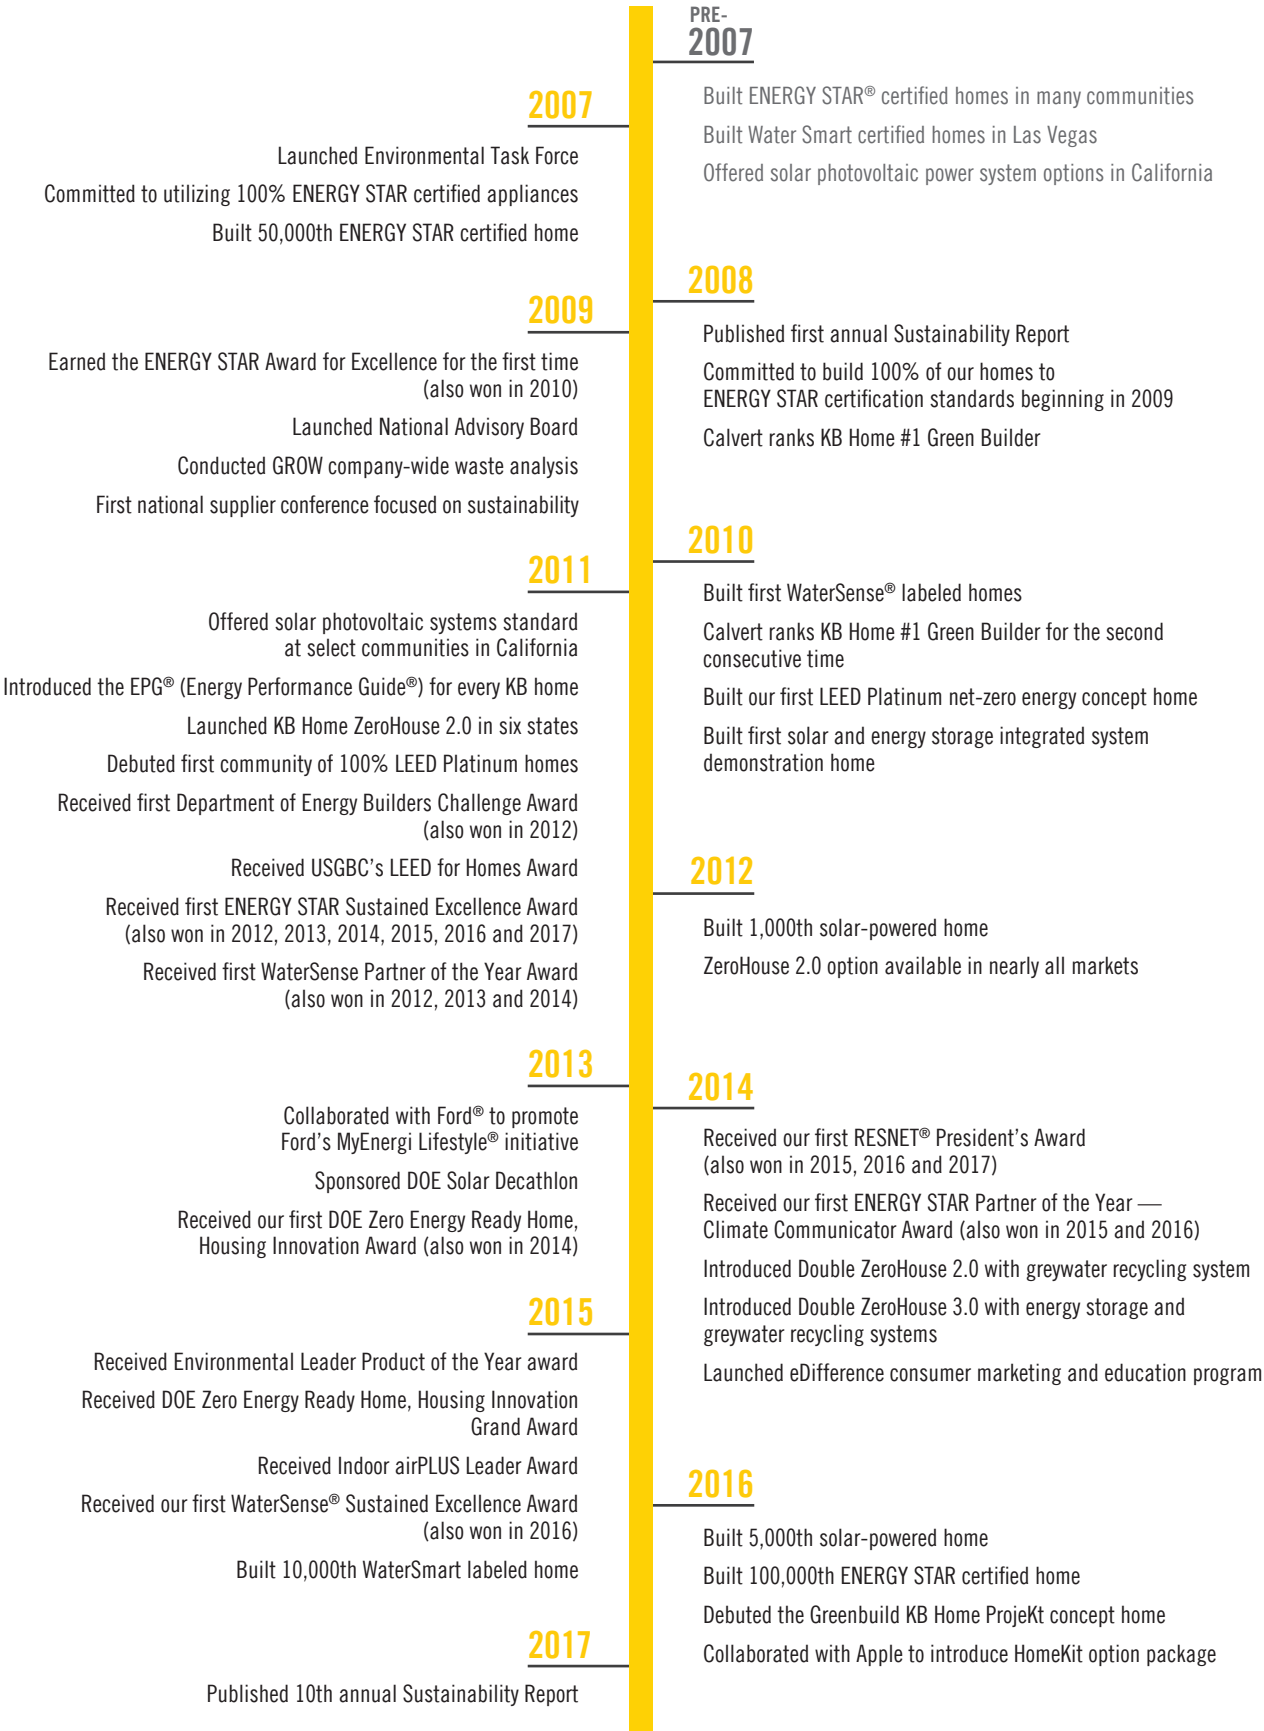 PRE-
2007
Built ENERGY STAR® certified homes in many communities
Built Water Smart certified homes in Las Vegas
Offered solar photovoltaic power system options in California
2007
Launched Environmental Task Force
Committed to utilizing 100% ENERGY STAR certified appliances
Built 50,000th ENERGY STAR certified home
2008
Published first annual Sustainability Report
Committed to build 100% of our homes to
ENERGY STAR certification standards beginning in 2009
Calvert ranks KB Home #1 Green Builder
2009
Earned the ENERGY STAR Award for Excellence for the first time
(also won in 2010)
Launched National Advisory Board
Conducted GROW company-wide waste analysis
First national supplier conference focused on sustainability
2010
Built first WaterSense® labeled homes
Calvert ranks KB Home #1 Green Builder for the second
consecutive time
Built our first LEED Platinum net-zero energy concept home
Built first solar and energy storage integrated system
demonstration home
2011
Offered solar photovoltaic systems standard
at select communities in California
Introduced the EPG® (Energy Performance Guide®) for every KB home
Launched KB Home ZeroHouse 2.0 in six states
Debuted first community of 100% LEED Platinum homes
Received first Department of Energy Builders Challenge Award
(also won in 2012)
Received USGBC’s LEED for Homes Award
Received first ENERGY STAR Sustained Excellence Award
(also won in 2012, 2013, 2014, 2015, 2016 and 2017)
Received first WaterSense Partner of the Year Award
(also won in 2012, 2013 and 2014)
2012
Built 1,000th solar-powered home
ZeroHouse 2.0 option available in nearly all markets
2013
Collaborated with Ford® to promote
Ford’s MyEnergi Lifestyle® initiative
Sponsored DOE Solar Decathlon
Received our first DOE Zero Energy Ready Home,
Housing Innovation Award (also won in 2014)
2014
Received our first RESNET® President’s Award
(also won in 2015, 2016 and 2017)
Received our first ENERGY STAR Partner of the Year —
Climate Communicator Award (also won in 2015 and 2016)
Introduced Double ZeroHouse 2.0 with greywater recycling system
Introduced Double ZeroHouse 3.0 with energy storage and
greywater recycling systems
Launched eDifference consumer marketing and education program
2015
Received Environmental Leader Product of the Year award
Received DOE Zero Energy Ready Home, Housing Innovation
Grand Award
Received Indoor airPLUS Leader Award
Received our first WaterSense® Sustained Excellence Award
(also won in 2016)
Built 10,000th WaterSmart labeled home
2016
Built 5,000th solar-powered home
Built 100,000th ENERGY STAR certified home
Debuted the Greenbuild KB Home ProjeKt concept home
Collaborated with Apple to introduce HomeKit option package
2017
Published 10th annual Sustainability Report